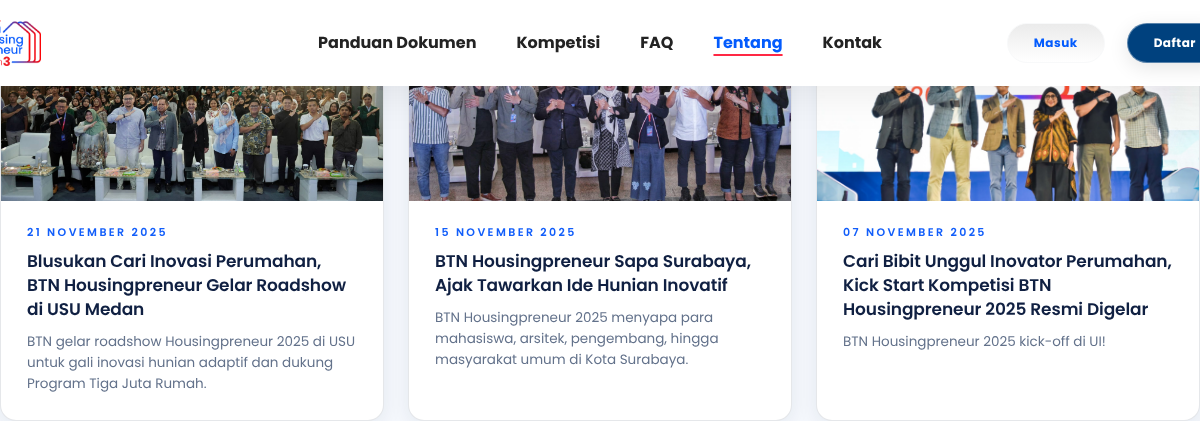 using
neur
3
Panduan Dokumen
Kompetisi
FAQ
Tentang
Kontak
Masuk
Daftar
21 NOVEMBER 2025
Blusukan Cari Inovasi Perumahan,
BTN Housingpreneur Gelar Roadshow
di USU Medan
BTN gelar roadshow Housingpreneur 2025 di USU
untuk gali inovasi hunian adaptif dan dukung
Program Tiga Juta Rumah.
15 NOVEMBER 2025
BTN Housingpreneur Sapa Surabaya,
Ajak Tawarkan Ide Hunian Inovatif
BTN Housingpreneur 2025 menyapa para
mahasiswa, arsitek, pengembang, hingga
masyarakat umum di Kota Surabaya.
07 NOVEMBER 2025
Cari Bibit Unggul Inovator Perumahan,
Kick Start Kompetisi BTN
Housingpreneur 2025 Resmi Digelar
BTN Housingpreneur 2025 kick-off di UI!